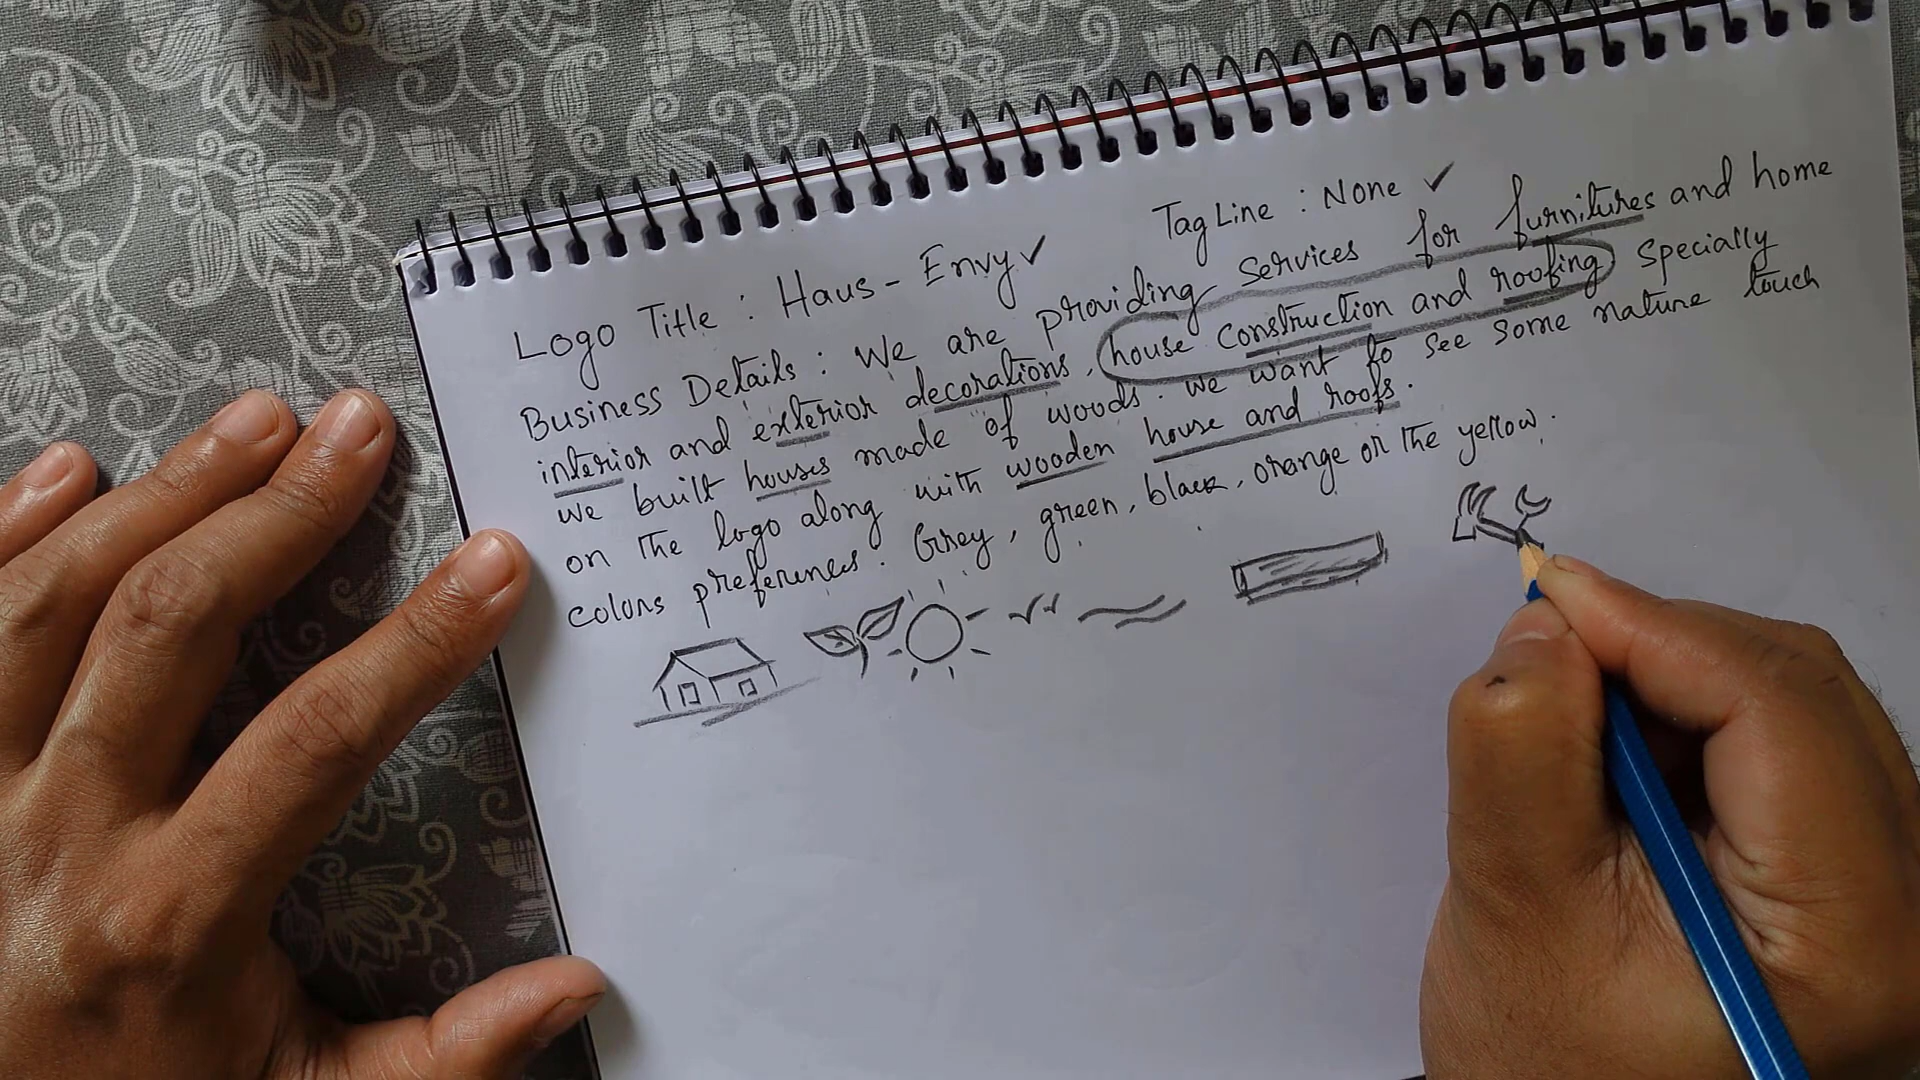 Logo Title : Haus-Envy ✓ TagLine : None ✓
Business Details : We are providing services for furnitures and home
interior and exterior decorations, house construction and roofing specially
we built houses made of woods. we want to see some nature touch
on the logo along with wooden house and roofs.
colors preferences. Grey, green, black, orange or the yellow.